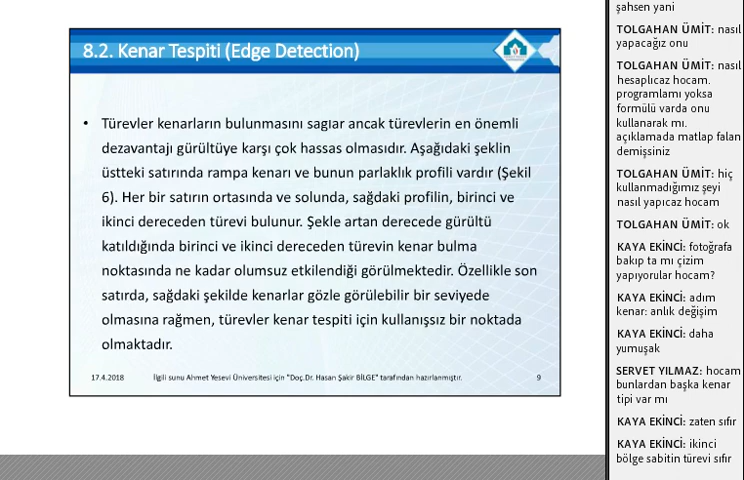 8.2. Kenar Tespiti (Edge Detection)
• Türevler kenarların bulunmasını saglar ancak türevlerin en önemli
dezavantajı gürültüye karşı çok hassas olmasıdır. Aşağıdaki şeklin
üstteki satırında rampa kenarı ve bunun parlaklık profili vardır (Şekil
6). Her bir satırın ortasında ve solunda, sağdaki profilin, birinci ve
ikinci dereceden türevi bulunur. Şekle artan derecede gürültü
katıldığında birinci ve ikinci dereceden türevin kenar bulma
noktasında ne kadar olumsuz etkilendiği görülmektedir. Özellikle son
satırda, sağdaki şekilde kenarlar gözle görülebilir bir seviyede
olmasına rağmen, türevler kenar tespiti için kullanışsız bir noktada
olmaktadır.
17.4.2018 İlgili sunu Ahmet Yesevi Üniversitesi için "Doç.Dr. Hasan Şakir BİLGE" tarafından hazırlanmıştır. 9
şahsen yani
TOLGAHAN ÜMİT: nasıl
yapacağız onu
TOLGAHAN ÜMİT: nasıl
hesaplıcaz hocam.
programlamı yoksa
formülü varda onu
kullanarak mı.
açıklamada matlap falan
demişsiniz
TOLGAHAN ÜMİT: hiç
kullanmadığımız şeyi
nasıl yapıcaz hocam
TOLGAHAN ÜMİT: ok
KAYA EKİNCİ: fotoğrafa
bakıp ta mı çizim
yapıyorular hocam?
KAYA EKİNCİ: adım
kenar: anlık değişim
KAYA EKİNCİ: daha
yumuşak
SERVET YILMAZ: hocam
bunlardan başka kenar
tipi var mı
KAYA EKİNCİ: zaten sıfır
KAYA EKİNCİ: ikinci
bölge sabitin türevi sıfır